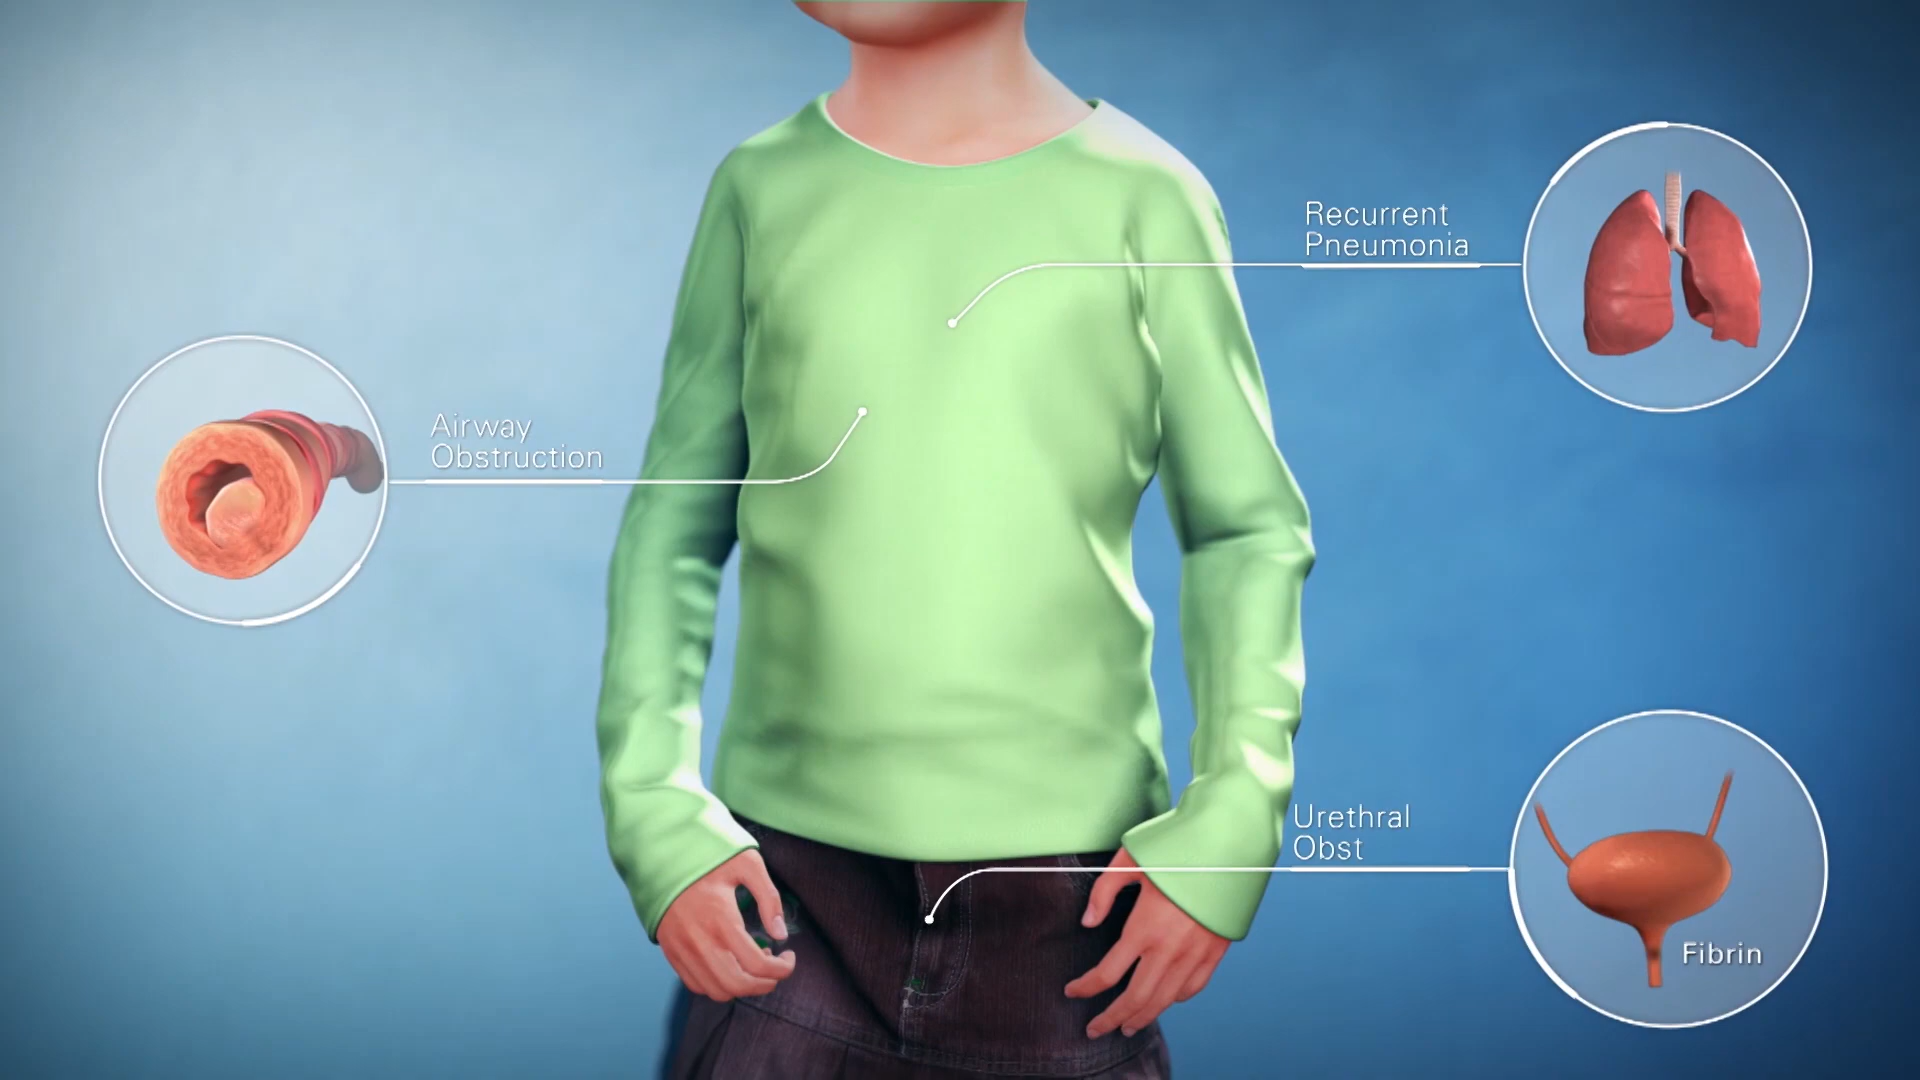 Recurrent
Pneumonia
Airway
Obstruction
Urethral
Obst
Fibrin